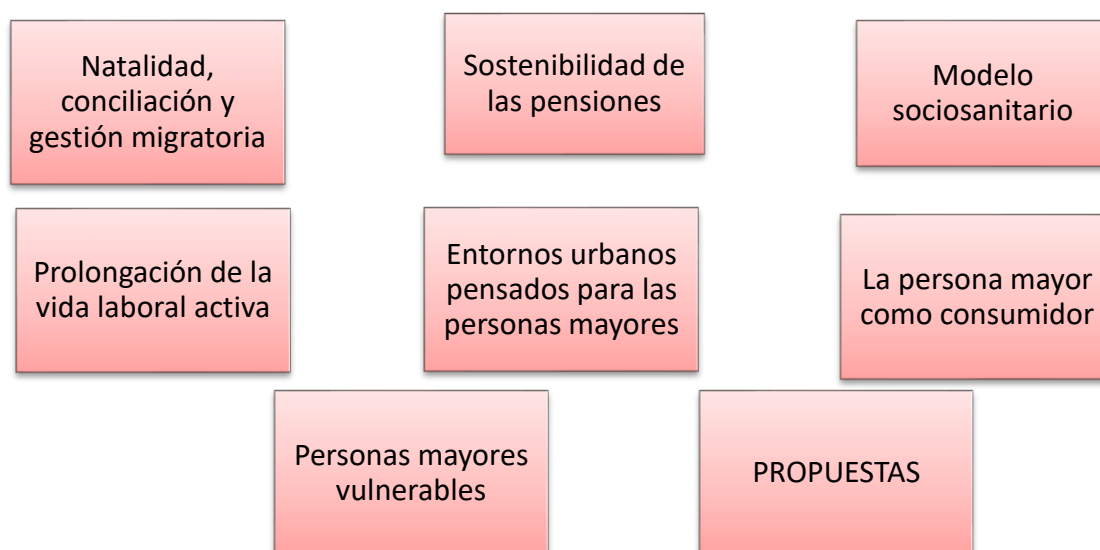 Natalidad,
conciliación y
gestión migratoria
Sostenibilidad de
las pensiones
Modelo
sociosanitario
Prolongación de la
vida laboral activa
Entornos urbanos
pensados para las
personas mayores
La persona mayor
como consumidor
Personas mayores
vulnerables
PROPUESTAS